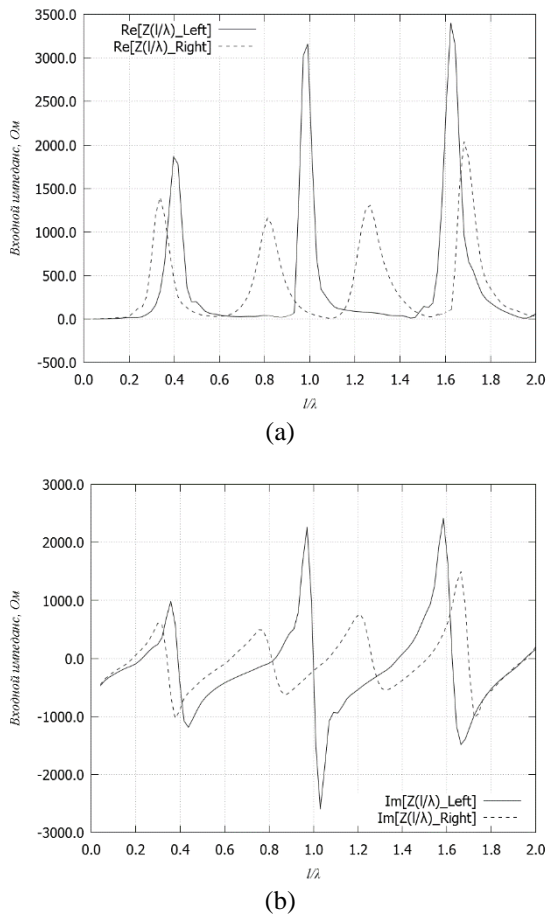 3500.0
Re[Z(l/λ)_Left]
Re[Z(l/λ)_Right]
3000.0
2500.0
2000.0
1500.0
1000.0
500.0
0.0
-500.0
Входной импеданс, Ом
0.0 0.2 0.4 0.6 0.8 1.0 1.2 1.4 1.6 1.8 2.0
l/λ
(a)
3000.0
2000.0
1000.0
0.0
-1000.0
-2000.0
-3000.0
Входной импеданс, Ом
Im[Z(l/λ)_Left]
Im[Z(l/λ)_Right]
0.0 0.2 0.4 0.6 0.8 1.0 1.2 1.4 1.6 1.8 2.0
l/λ
(b)